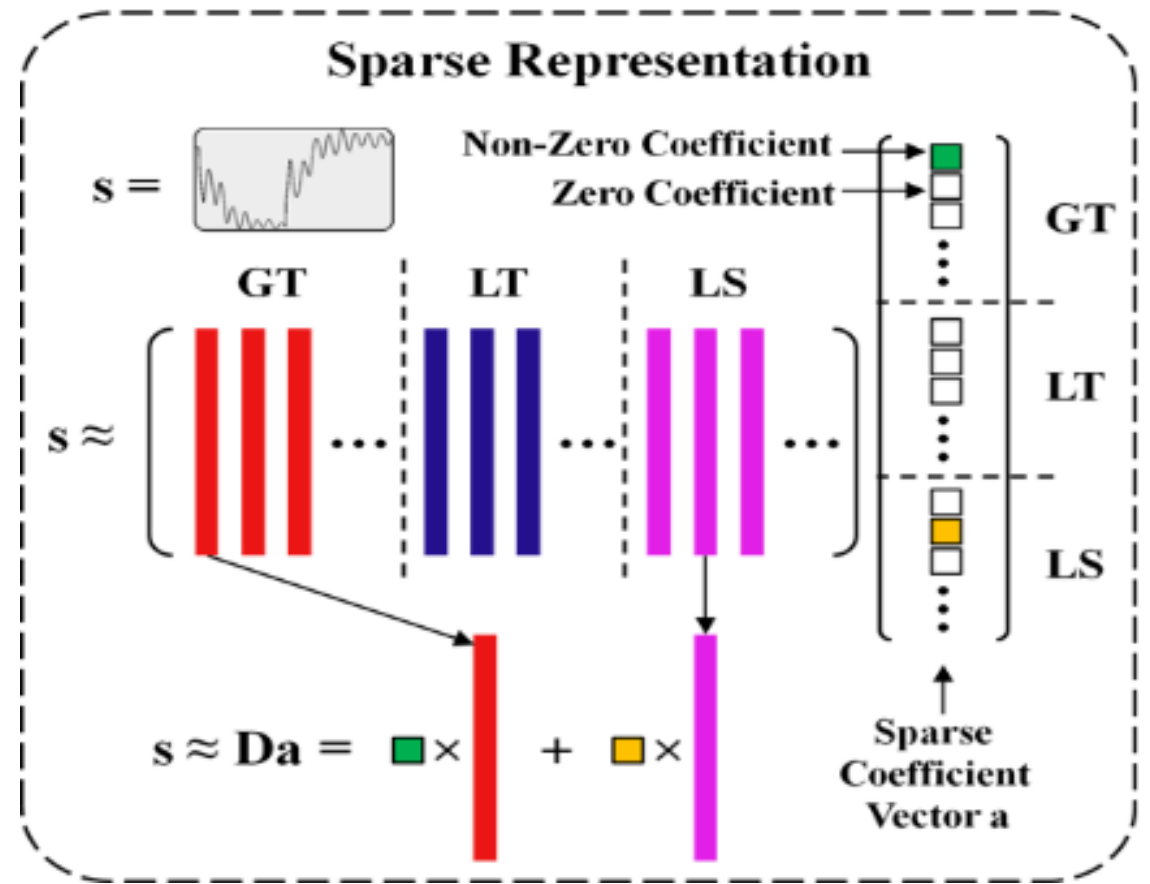 Sparse Representation
s =
Non-Zero Coefficient
Zero Coefficient
GT
LT
LS
GT
LT
LS
s ≈
s ≈ Da = × + ×
Sparse
Coefficient
Vector a